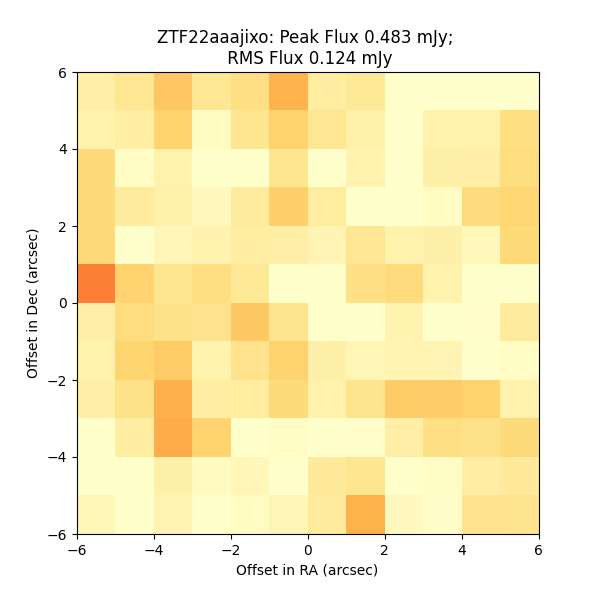 ZTF22aaajixo: Peak Flux 0.483 mJy;
RMS Flux 0.124 mJy
6
4
2
0
−2
−4
−6
Offset in Dec (arcsec)
−6 −4 −2 0 2 4 6
Offset in RA (arcsec)